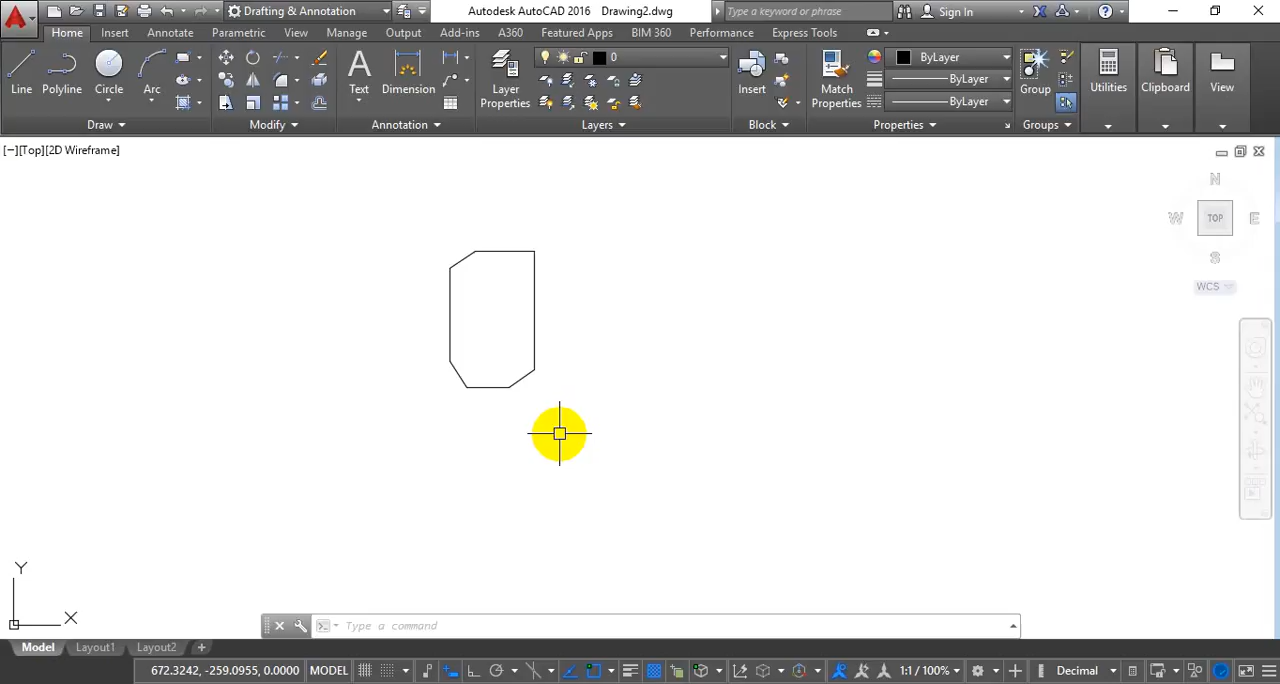 Drafting & Annotation
Autodesk AutoCAD 2016 Drawing2.dwg
Type a keyword or phrase
Sign In
Home Insert Annotate Parametric View Manage Output Add-ins A360 Featured Apps BIM 360 Performance Express Tools
Line Polyline Circle Arc
Draw
Modify
Text Dimension
Annotation
Layer Properties
0
Layers
Insert
Block
Match Properties
ByLayer
ByLayer
ByLayer
Properties
Group
Groups
Utilities
Clipboard
View
[−][Top][2D Wireframe]
N
W TOP E
S
WCS
Y
X
Type a command
Model Layout1 Layout2 +
672.3242, -259.0955, 0.0000 MODEL 1:1 / 100% Decimal